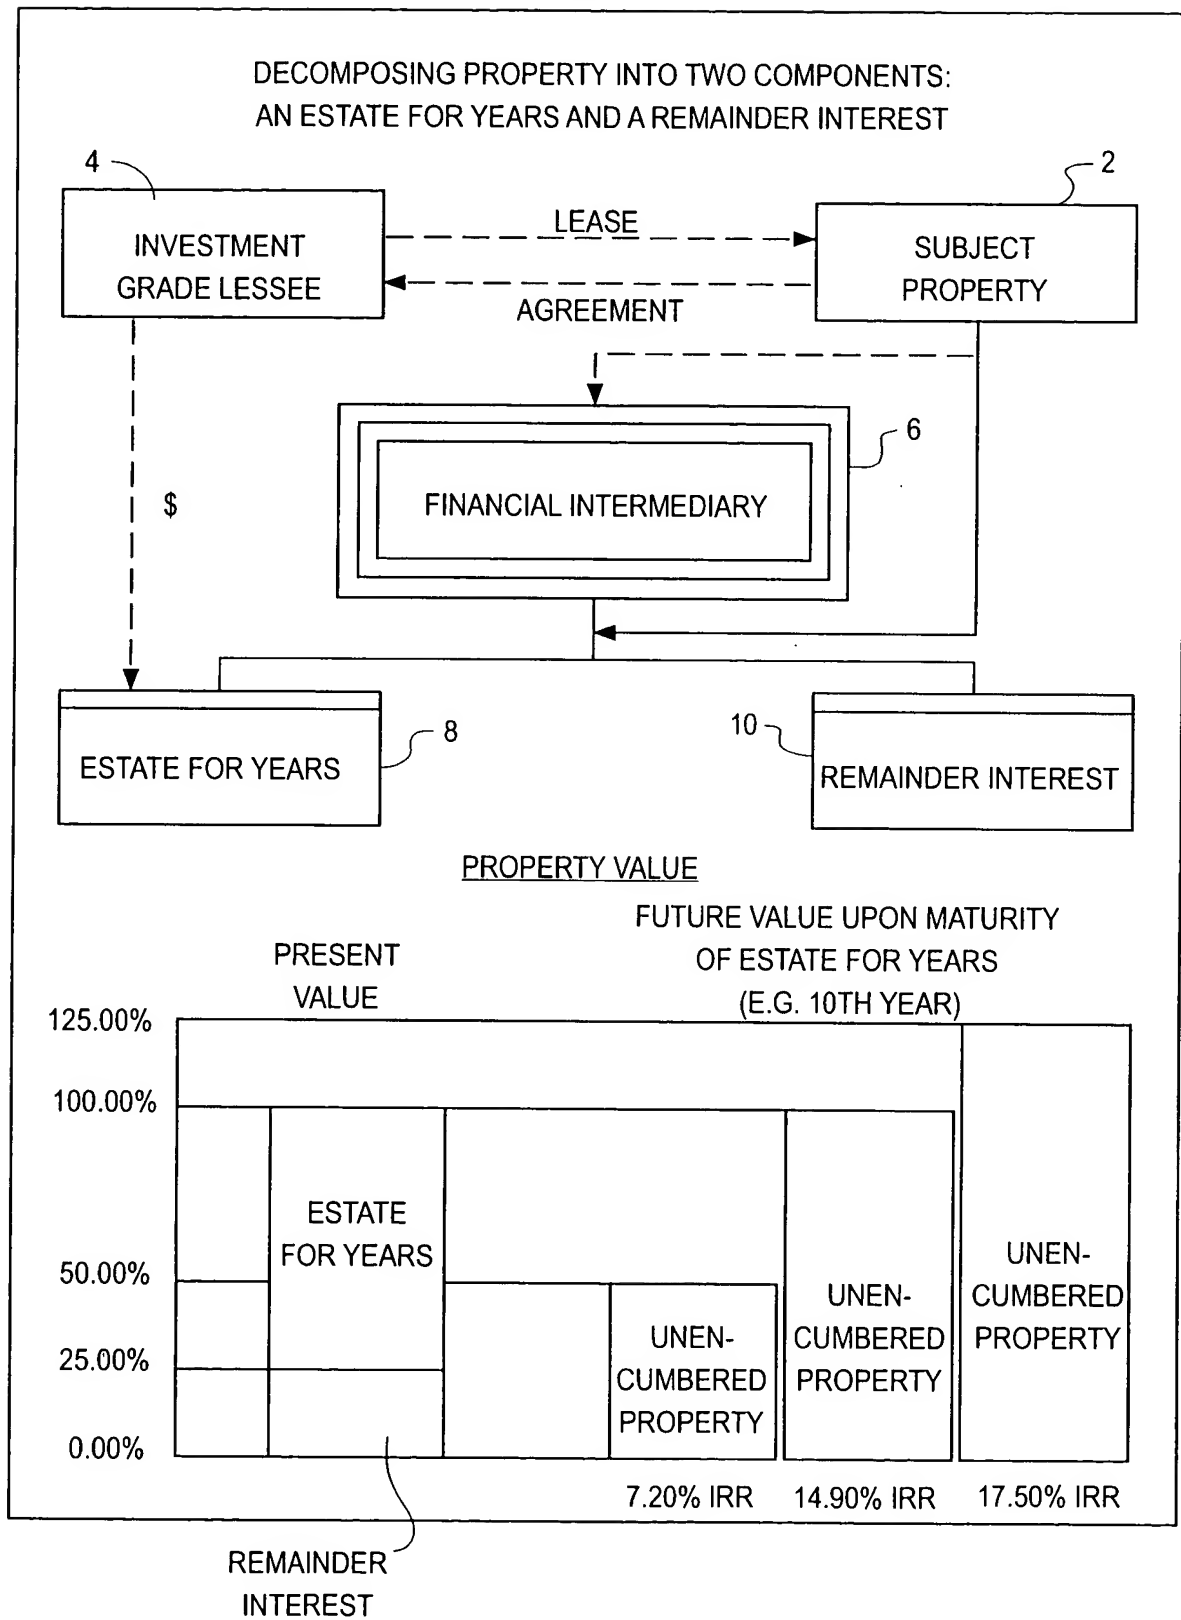 DECOMPOSING PROPERTY INTO TWO COMPONENTS:
AN ESTATE FOR YEARS AND A REMAINDER INTEREST
4
2
LEASE
INVESTMENT
GRADE LESSEE
SUBJECT
PROPERTY
AGREEMENT
6
$
FINANCIAL INTERMEDIARY
8
10
ESTATE FOR YEARS
REMAINDER INTEREST
PROPERTY VALUE
PRESENT
VALUE
FUTURE VALUE UPON MATURITY
OF ESTATE FOR YEARS
(E.G. 10TH YEAR)
125.00%
100.00%
50.00%
25.00%
0.00%
ESTATE
FOR YEARS
UNEN-
CUMBERED
PROPERTY
UNEN-
CUMBERED
PROPERTY
UNEN-
CUMBERED
PROPERTY
7.20% IRR
14.90% IRR
17.50% IRR
REMAINDER
INTEREST